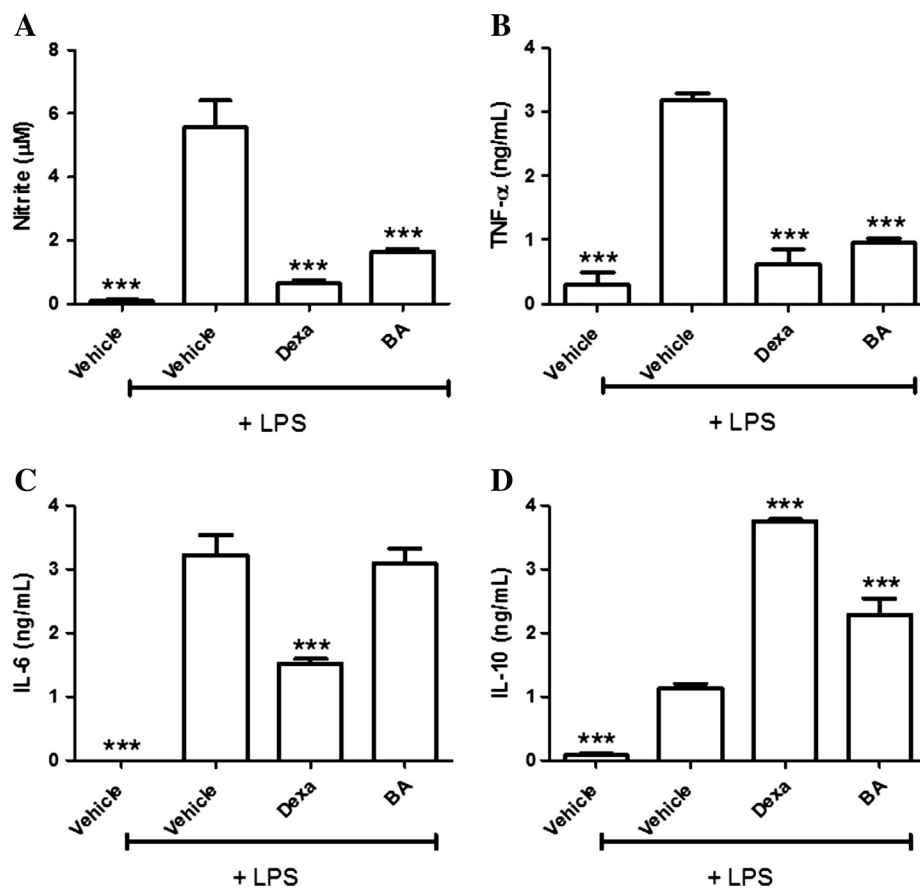 A
Nitrite (µM)
8
6
4
2
0
***
***
***
Vehicle
Vehicle
Dexa
BA
+ LPS
B
TNF-α (ng/mL)
4
3
2
1
0
***
***
***
Vehicle
Vehicle
Dexa
BA
+ LPS
C
IL-6 (ng/mL)
4
3
2
1
0
***
***
Vehicle
Vehicle
Dexa
BA
+ LPS
D
IL-10 (ng/mL)
4
3
2
1
0
***
***
***
Vehicle
Vehicle
Dexa
BA
+ LPS